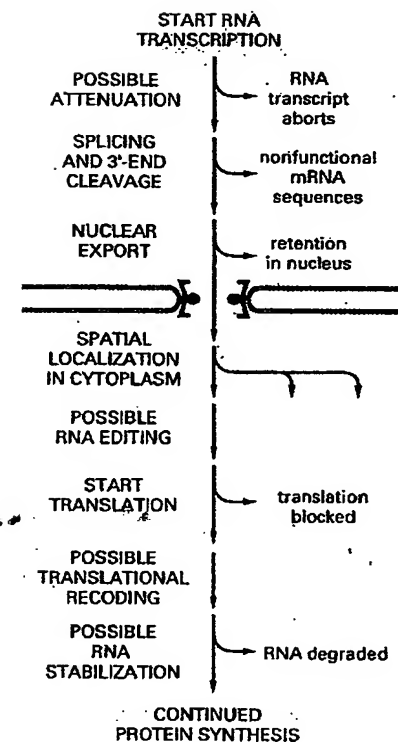 START RNA
TRANSCRIPTION
POSSIBLE
ATTENUATION
RNA
transcript
aborts
SPLICING
AND 3'-END
CLEAVAGE
nonfunctional
mRNA
sequences
NUCLEAR
EXPORT
retention
in nucleus
SPATIAL
LOCALIZATION
IN CYTOPLASM
POSSIBLE
RNA EDITING
START
TRANSLATION
translation
blocked
POSSIBLE
TRANSLATIONAL
RECODING
POSSIBLE
RNA
STABILIZATION
RNA degraded
CONTINUED
PROTEIN SYNTHESIS